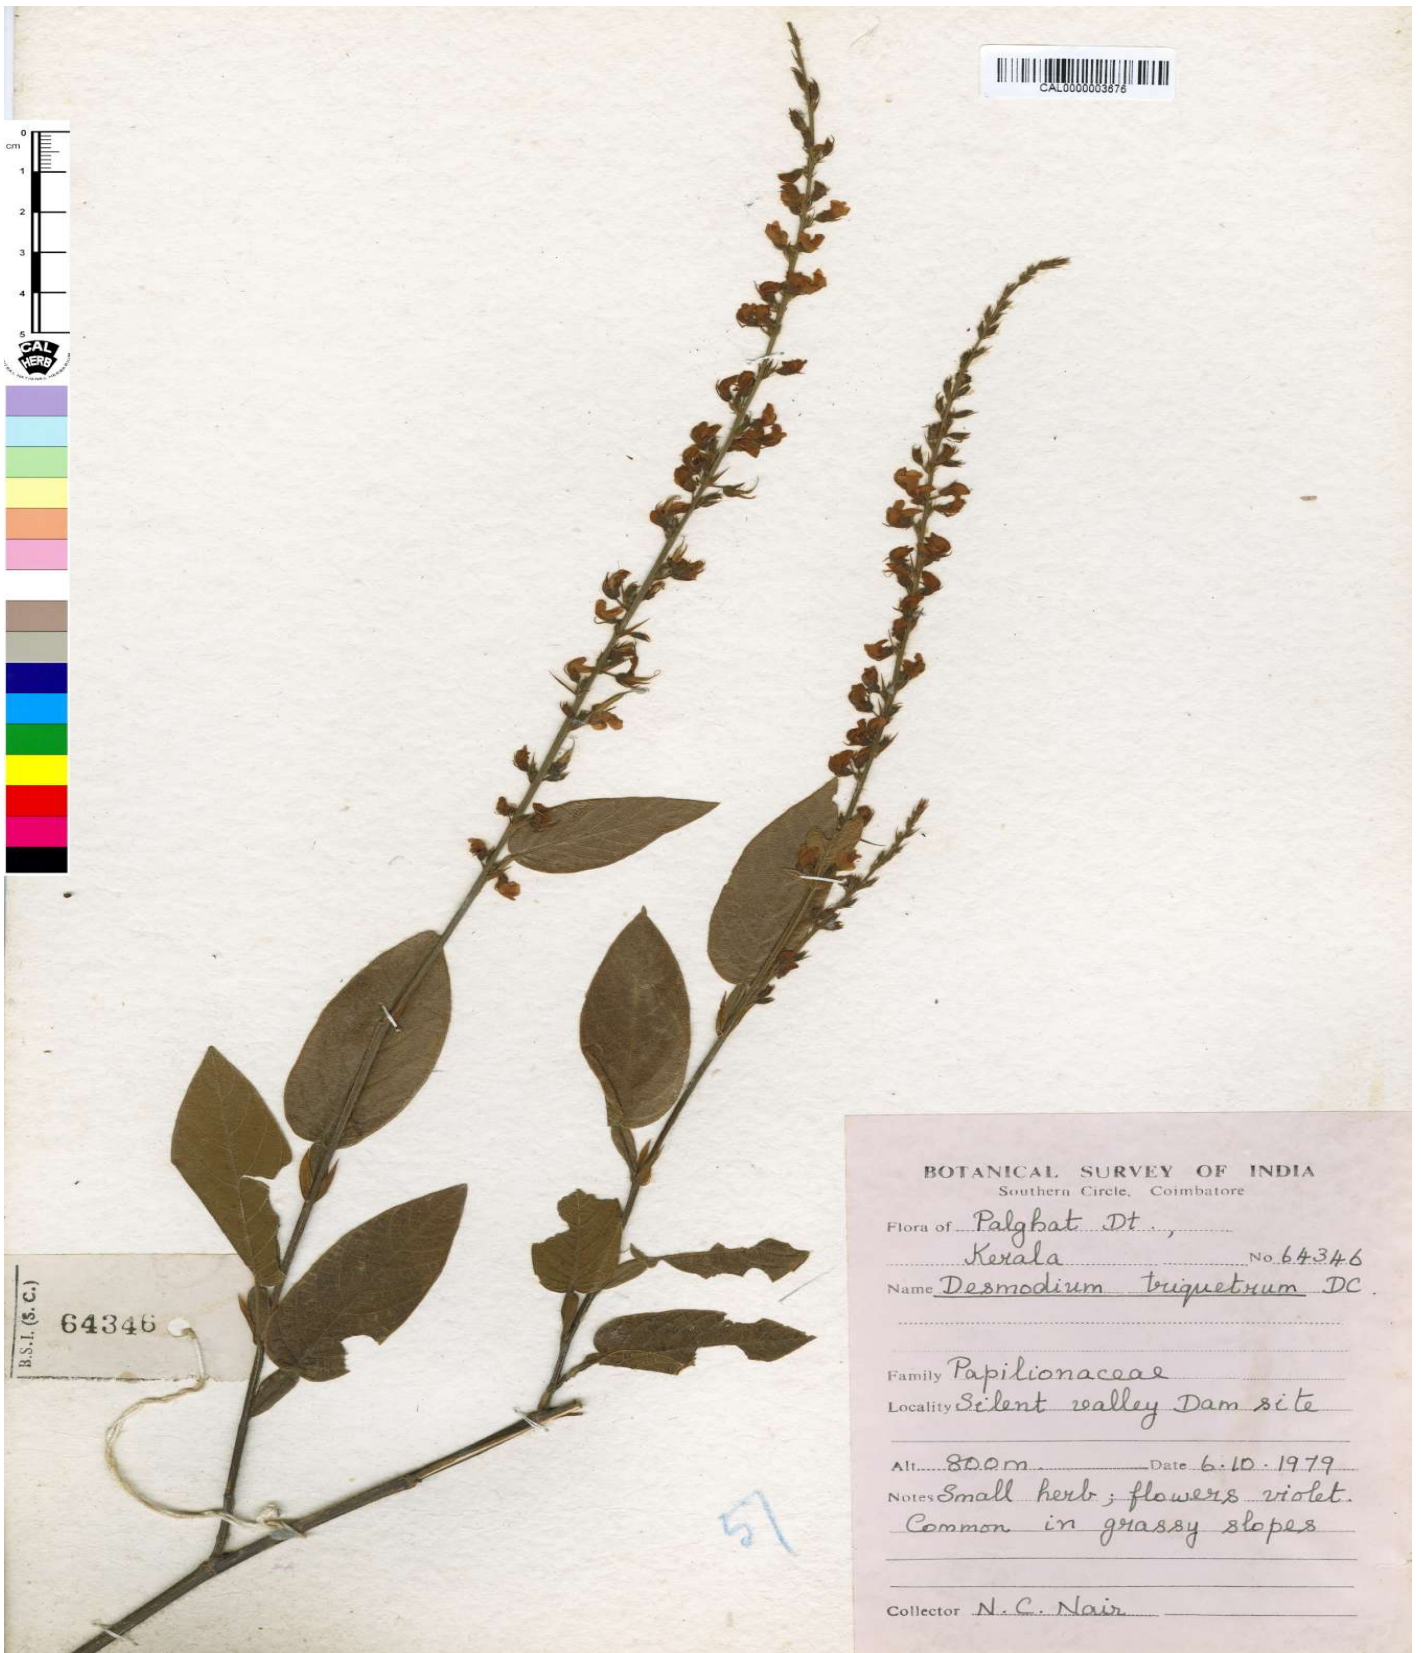 CAL0000003676
0
cm
1
2
3
4
5
CAL
HERB
BOTANICAL SURVEY OF INDIA
Southern Circle, Coimbatore
Flora of Palghat Dt.,
Kerala No 64346
Name Desmodium triquetrum DC.
Family Papilionaceae
Locality Silent valley Dam site
Alt. 800m. Date 6.10.1979
Notes Small herb; flowers violet.
Common in grassy slopes
Collector N. C. Nair
B.S.I. (S. C.)
64346
51